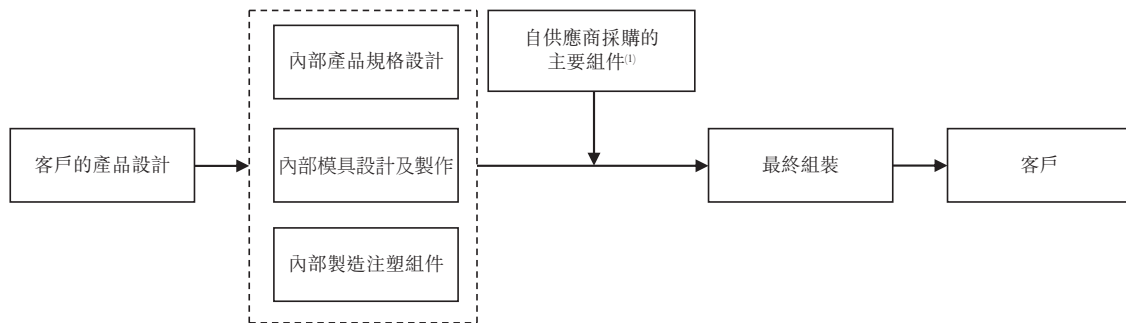 客戶的產品設計
內部產品規格設計
內部模具設計及製作
內部製造注塑組件
自供應商採購的
主要組件(1)
最終組裝
客戶